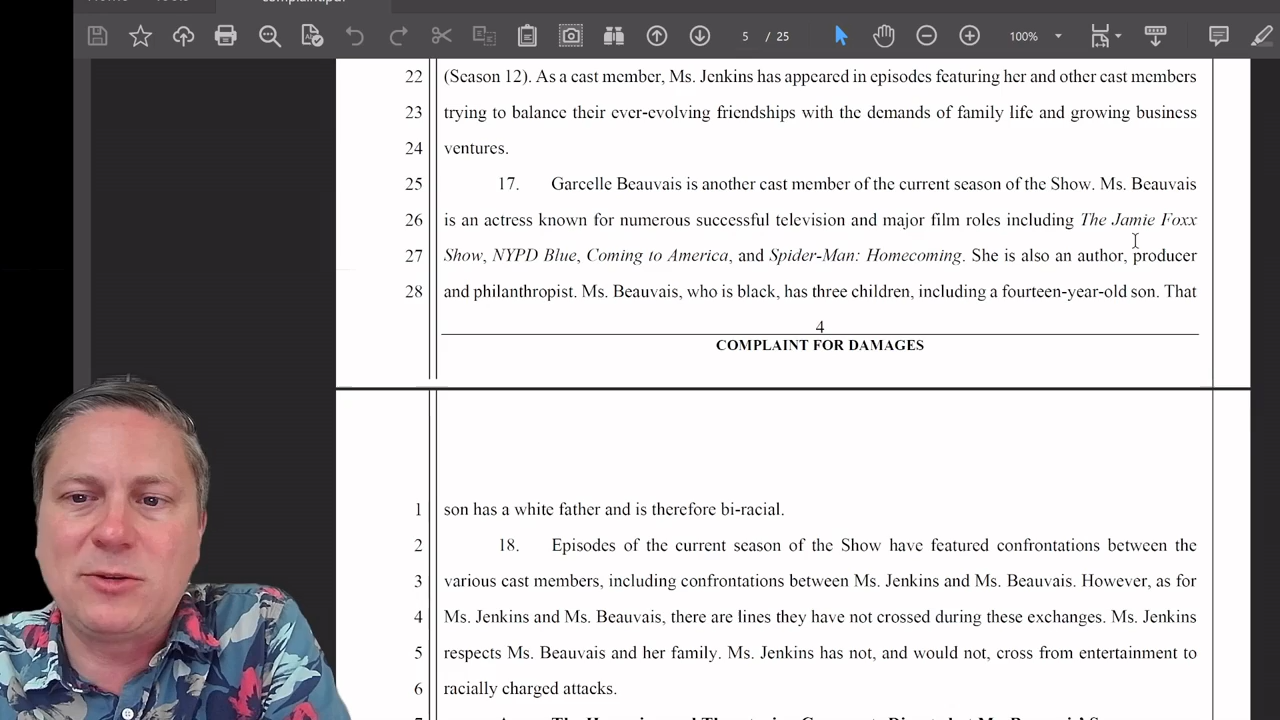 complaint.pdf
5 / 25
100%
22 (Season 12). As a cast member, Ms. Jenkins has appeared in episodes featuring her and other cast members
23 trying to balance their ever-evolving friendships with the demands of family life and growing business
24 ventures.
25 17. Garcelle Beauvais is another cast member of the current season of the Show. Ms. Beauvais
26 is an actress known for numerous successful television and major film roles including The Jamie Foxx
27 Show, NYPD Blue, Coming to America, and Spider-Man: Homecoming. She is also an author, producer
28 and philanthropist. Ms. Beauvais, who is black, has three children, including a fourteen-year-old son. That
4
COMPLAINT FOR DAMAGES
1 son has a white father and is therefore bi-racial.
2 18. Episodes of the current season of the Show have featured confrontations between the
3 various cast members, including confrontations between Ms. Jenkins and Ms. Beauvais. However, as for
4 Ms. Jenkins and Ms. Beauvais, there are lines they have not crossed during these exchanges. Ms. Jenkins
5 respects Ms. Beauvais and her family. Ms. Jenkins has not, and would not, cross from entertainment to
6 racially charged attacks.